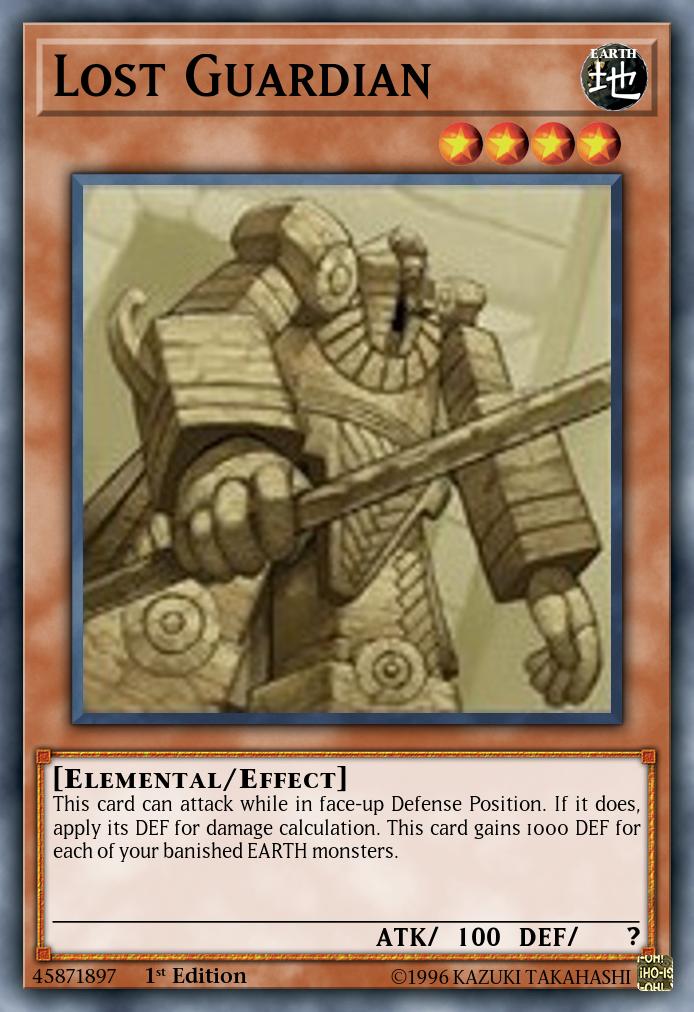 Lost Guardian
EARTH
地
[Elemental/Effect]
This card can attack while in face-up Defense Position. If it does,
apply its DEF for damage calculation. This card gains 1000 DEF for
each of your banished EARTH monsters.
ATK/ 100 DEF/ ?
45871897 1st Edition ©1996 KAZUKI TAKAHASHI